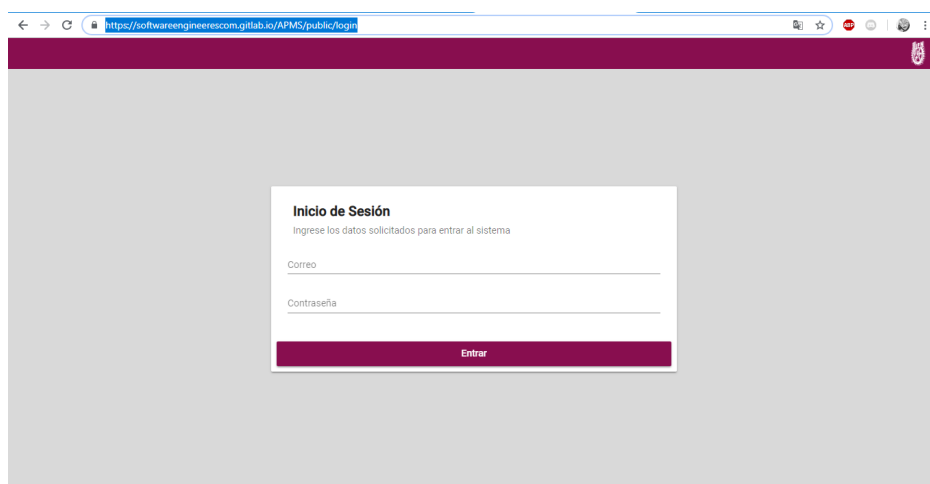 https://softwareengineerescom.gitlab.io/APMS/public/login
ABP
Inicio de Sesión
Ingrese los datos solicitados para entrar al sistema
Correo
Contraseña
Entrar